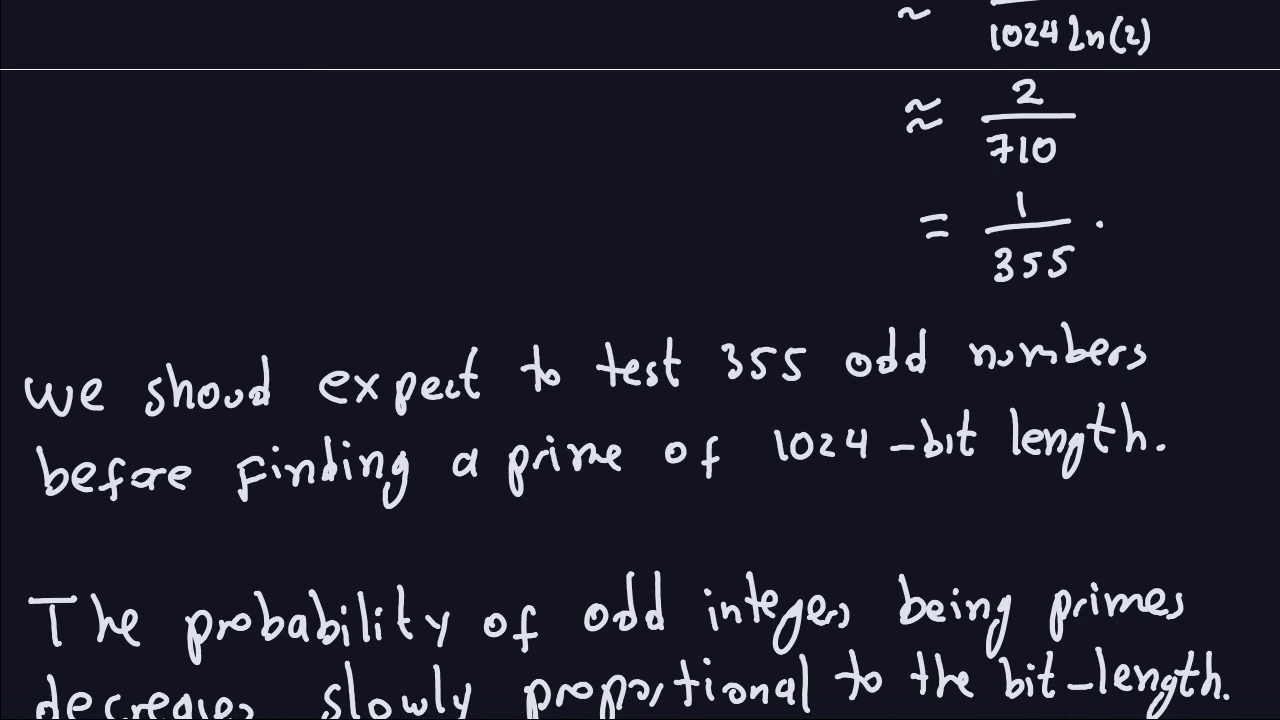 ~ 1024 ln(2)
≈ 2/710
= 1/355 .
we shoud expect to test 355 odd numbers
before Finding a prime of 1024-bit length.
The probability of odd integers being primes
decreases slowly proportional to the bit-length.